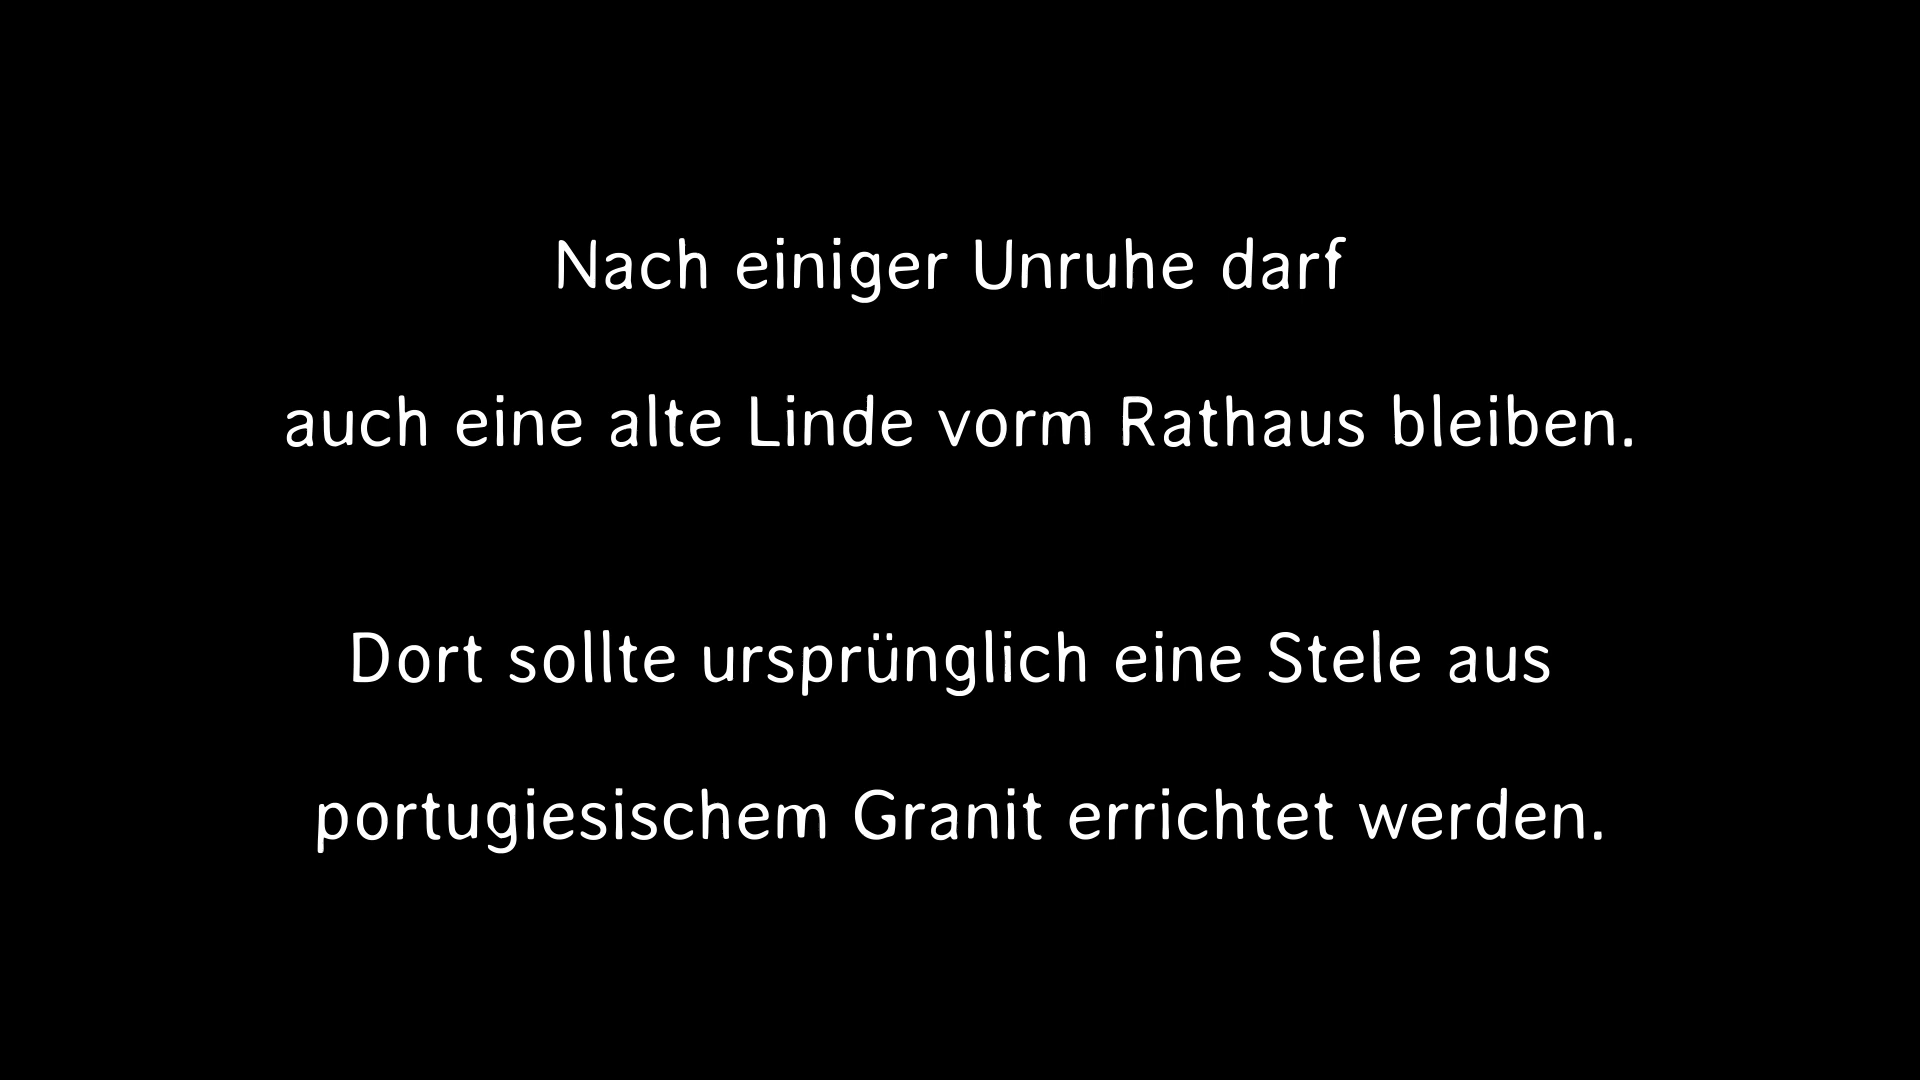 Nach einiger Unruhe darf
auch eine alte Linde vorm Rathaus bleiben.
Dort sollte ursprünglich eine Stele aus
portugiesischem Granit errichtet werden.